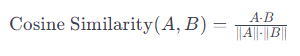 Cosine Similarity(A, B) = A·B / ||A||·||B||